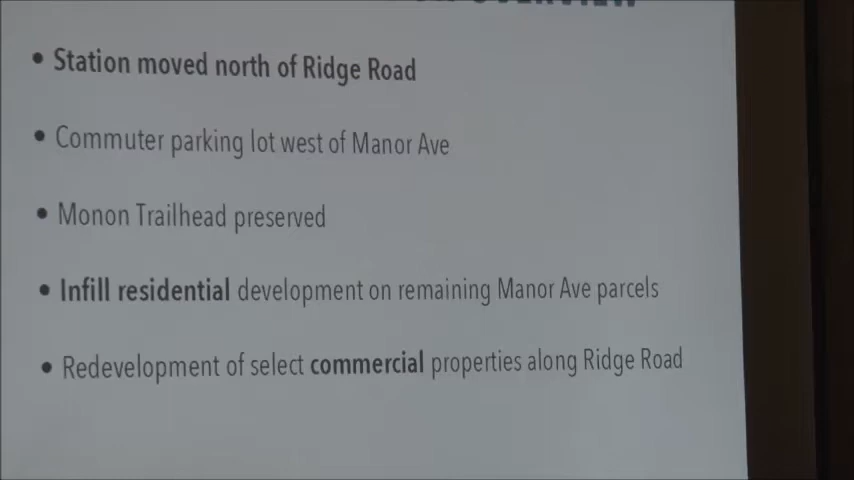 • Station moved north of Ridge Road
• Commuter parking lot west of Manor Ave
• Monon Trailhead preserved
• Infill residential development on remaining Manor Ave parcels
• Redevelopment of select commercial properties along Ridge Road